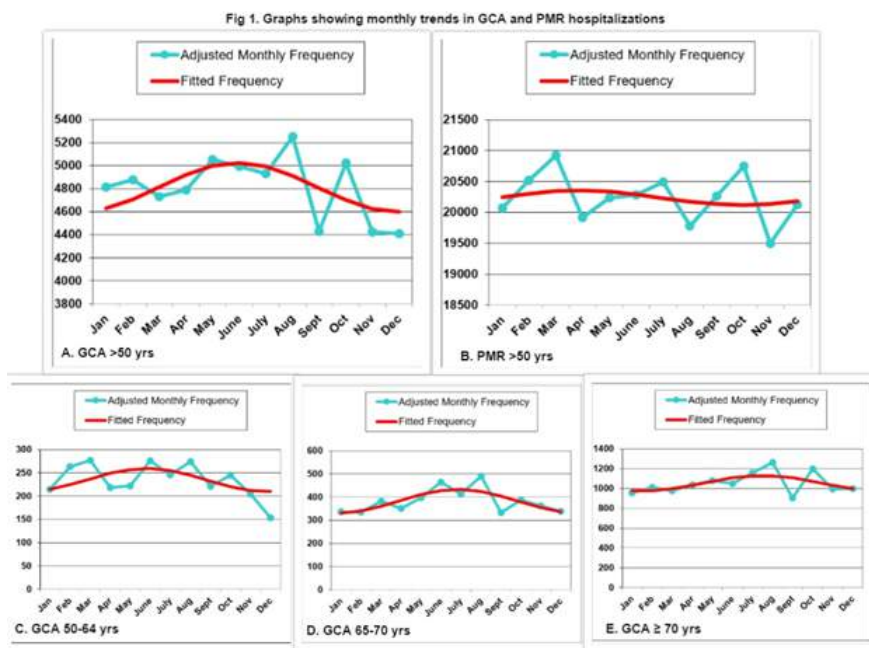 Fig 1. Graphs showing monthly trends in GCA and PMR hospitalizations
Adjusted Monthly Frequency
Fitted Frequency
5400
5200
5000
4800
4600
4400
4200
4000
3800
Jan Feb Mar Apr May June July Aug Sept Oct Nov Dec
A. GCA >50 yrs
Adjusted Monthly Frequency
Fitted Frequency
21500
21000
20500
20000
19500
19000
18500
Jan Feb Mar Apr May June July Aug Sept Oct Nov Dec
B. PMR >50 yrs
Adjusted Monthly Frequency
Fitted Frequency
300
250
200
150
100
50
0
Jan Feb Mar Apr May June July Aug Sept Oct Nov Dec
C. GCA 50-64 yrs
Adjusted Monthly Frequency
Fitted Frequency
600
500
400
300
200
100
0
Jan Feb Mar Apr May June July Aug Sept Oct Nov Dec
D. GCA 65-70 yrs
Adjusted Monthly Frequency
Fitted Frequency
1400
1200
1000
800
600
400
200
0
Jan Feb Mar Apr May June July Aug Sept Oct Nov Dec
E. GCA ≥ 70 yrs